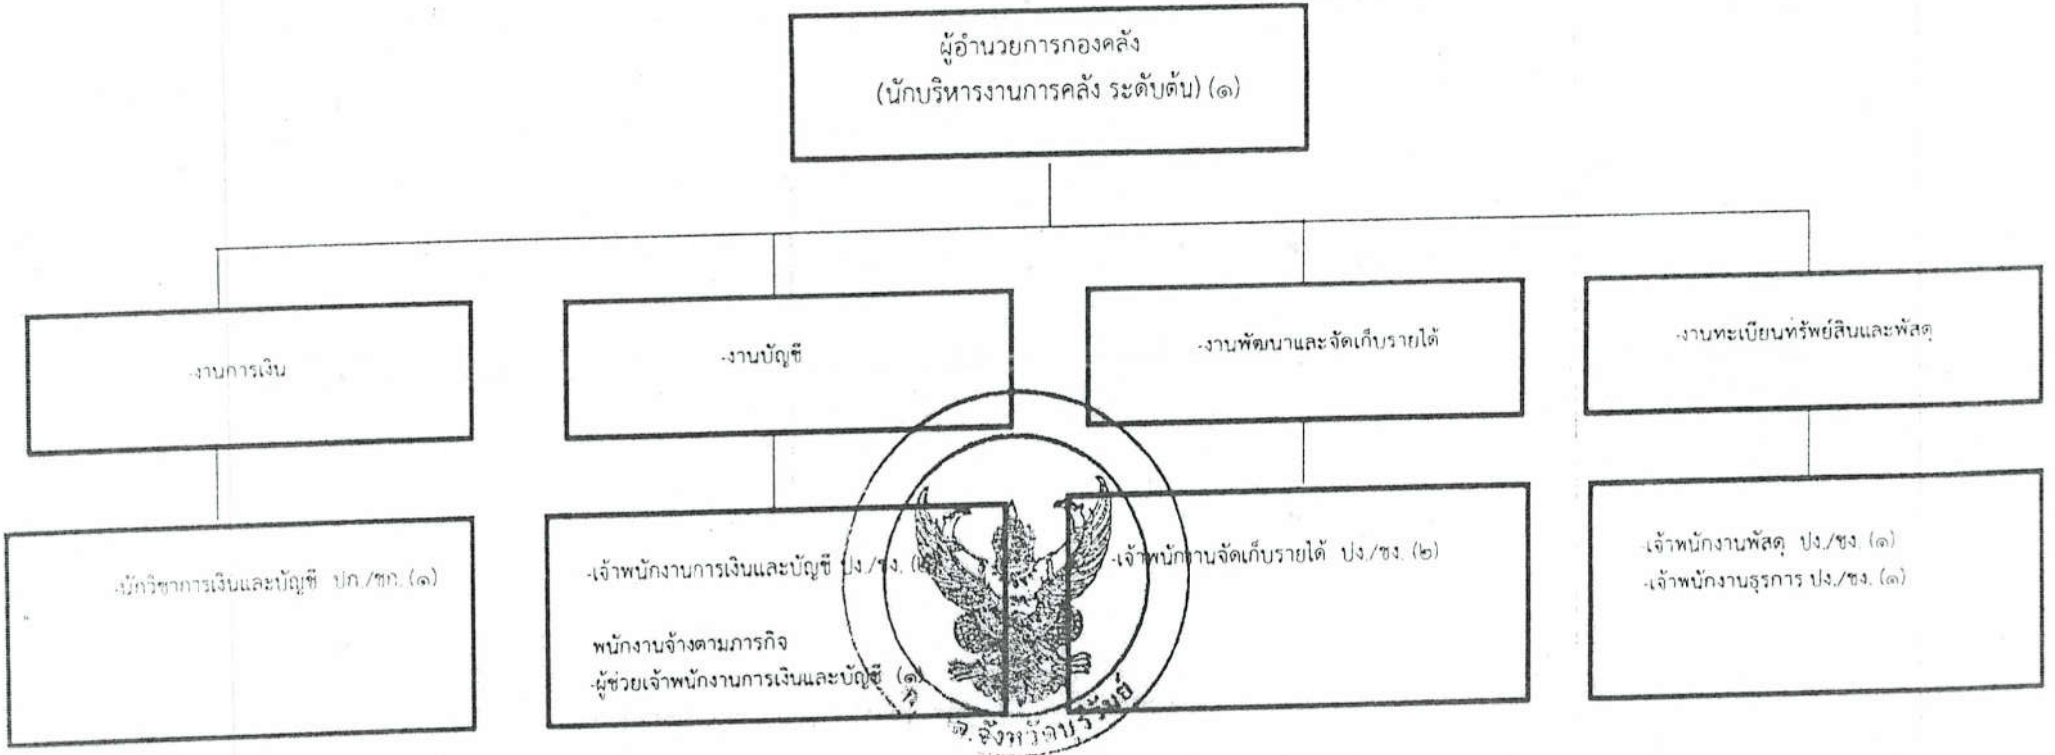 ผู้อำนวยการกองคลัง
(นักบริหารงานการคลัง ระดับต้น) (๑)
-งานการเงิน
-งานบัญชี
-งานพัฒนาและจัดเก็บรายได้
-งานทะเบียนทรัพย์สินและพัสดุ
-นักวิชาการเงินและบัญชี ปก./ชก. (๑)
-เจ้าพนักงานการเงินและบัญชี ปง./ชง.
พนักงานจ้างตามภารกิจ
-ผู้ช่วยเจ้าพนักงานการเงินและบัญชี (๑)
-เจ้าพนักงานจัดเก็บรายได้ ปง./ชง. (๒)
-เจ้าพนักงานพัสดุ ปง./ชง. (๑)
-เจ้าพนักงานธุรการ ปง./ชง. (๑)
จังหวัดบุรีรัมย์